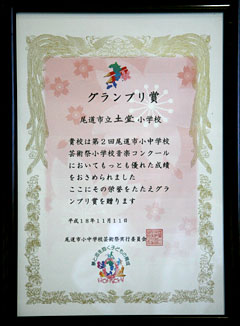 グランプリ賞
尾道市立土堂小学校
貴校は第2回尾道市小中学校
芸術祭小学校音楽コンクール
においてもっとも優れた成績
をおさめられました
ここにその栄誉をたたえグラ
ンプリ賞を贈ります
平成18年11月11日
尾道市小中学校芸術祭実行委員会